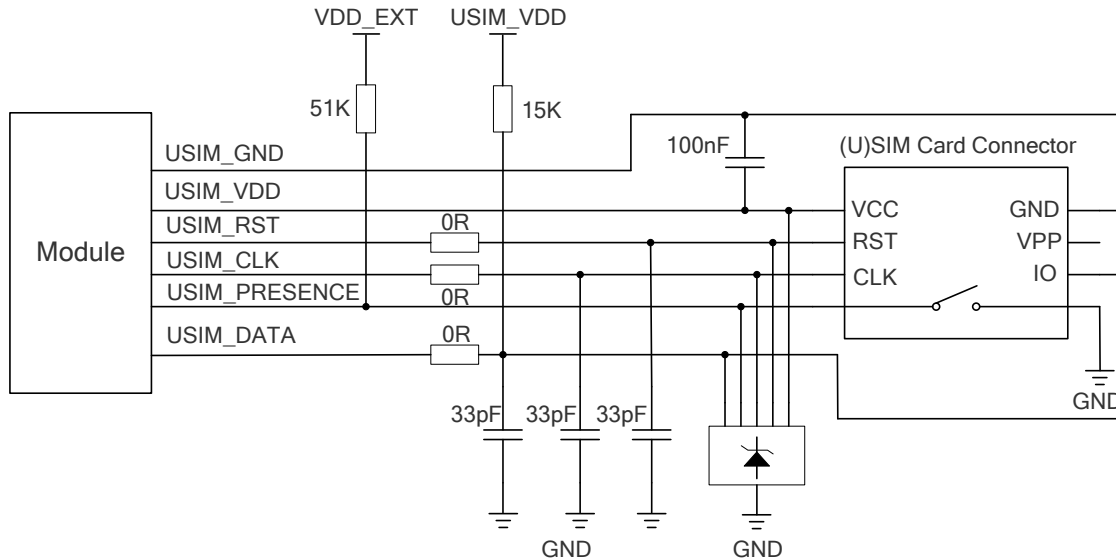 VDD_EXT USIM_VDD
51K 15K
100nF (U)SIM Card Connector
Module
USIM_GND
USIM_VDD
USIM_RST 0R
USIM_CLK
0R
USIM_PRESENCE
USIM_DATA 0R
VCC GND
RST VPP
CLK IO
GND
33pF 33pF 33pF
GND GND